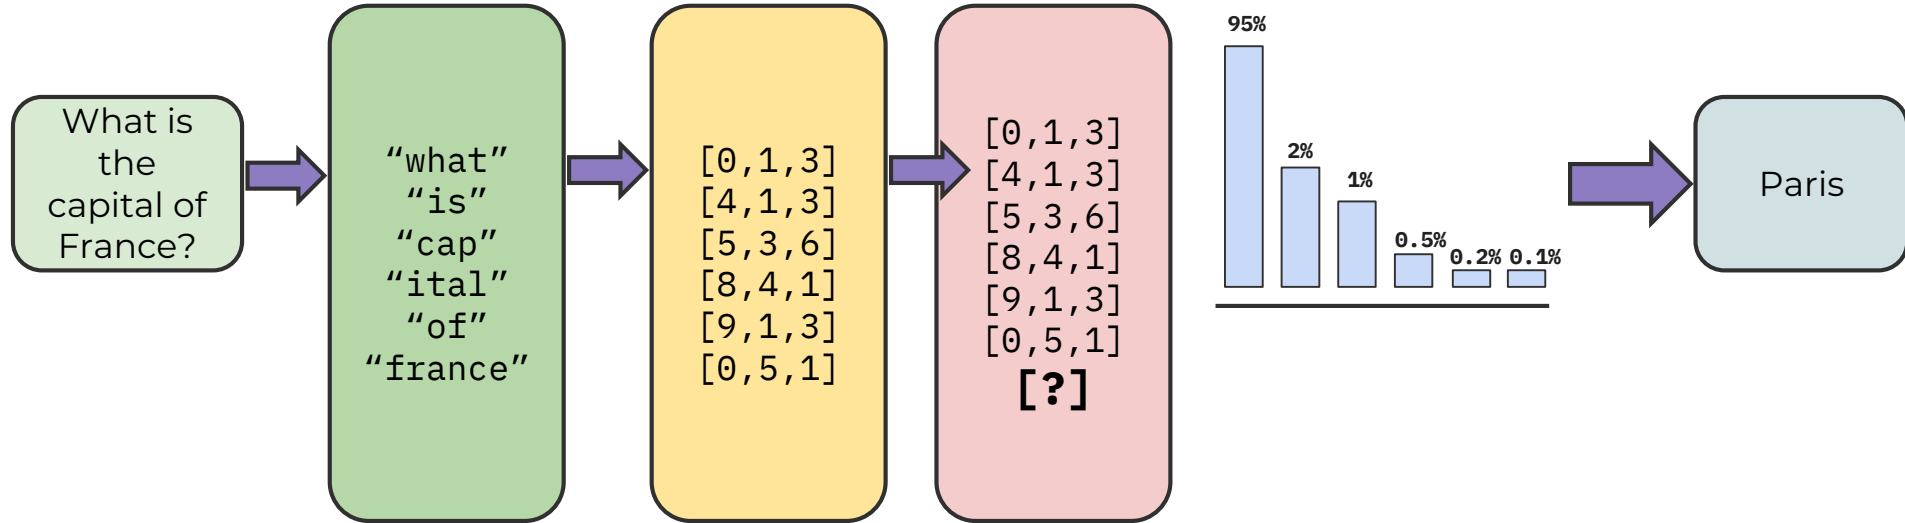 What is
the
capital of
France?
“what”
“is”
“cap”
“ital”
“of”
“france”
[0,1,3]
[4,1,3]
[5,3,6]
[8,4,1]
[9,1,3]
[0,5,1]
[0,1,3]
[4,1,3]
[5,3,6]
[8,4,1]
[9,1,3]
[0,5,1]
[?]
95%
2%
1%
0.5%
0.2%
0.1%
Paris